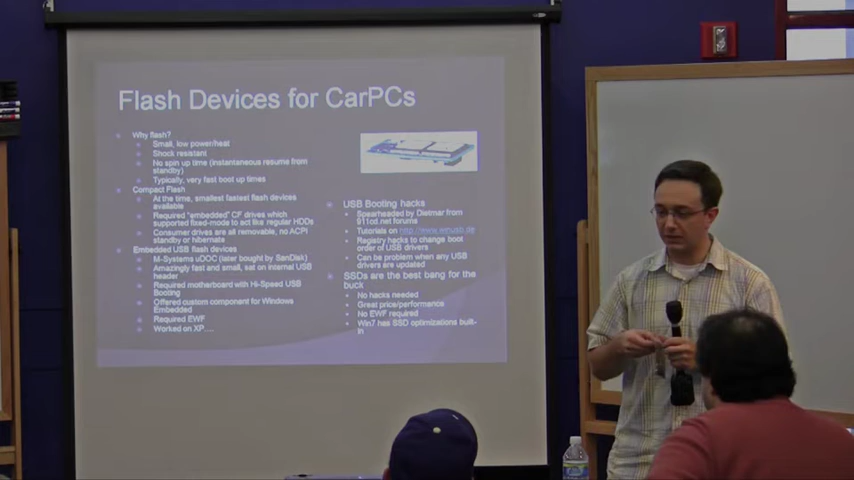 Flash Devices for CarPCs
Why flash?
Small, low power/heat
Shock resistant
No spin up time (instantaneous resume from
standby)
Typically, very fast boot up times
Compact Flash
At the time, smallest fastest flash devices
available
Required "embedded" CF drives which
supported fixed-mode to act like regular HDDs
Consumer drives are all removable, no ACPI
standby or hibernate
Embedded USB flash devices
M-Systems uDOC (later bought by SanDisk)
Amazingly fast and small, sat on internal USB
header
Required motherboard with Hi-Speed USB
Booting
Offered custom component for Windows
Embedded
Required EWF
Worked on XP....
USB Booting hacks
Spearheaded by Dietmar from
911cd.net forums
Tutorials on
Registry hacks to change boot
order of USB drivers
Can be problem when any USB
drivers are updated
SSDs are the best bang for the
buck
No hacks needed
Great price/performance
No EWF required
Win7 has SSD optimizations built-
in